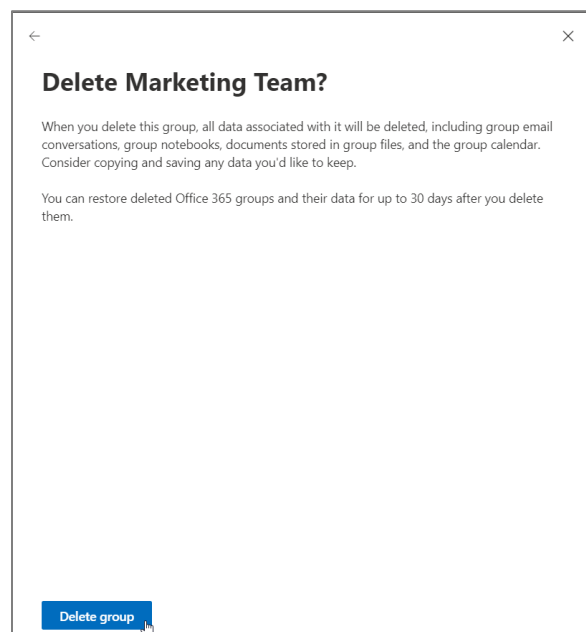 Delete Marketing Team?
When you delete this group, all data associated with it will be deleted, including group email
conversations, group notebooks, documents stored in group files, and the group calendar.
Consider copying and saving any data you'd like to keep.
You can restore deleted Office 365 groups and their data for up to 30 days after you delete
them.
Delete group